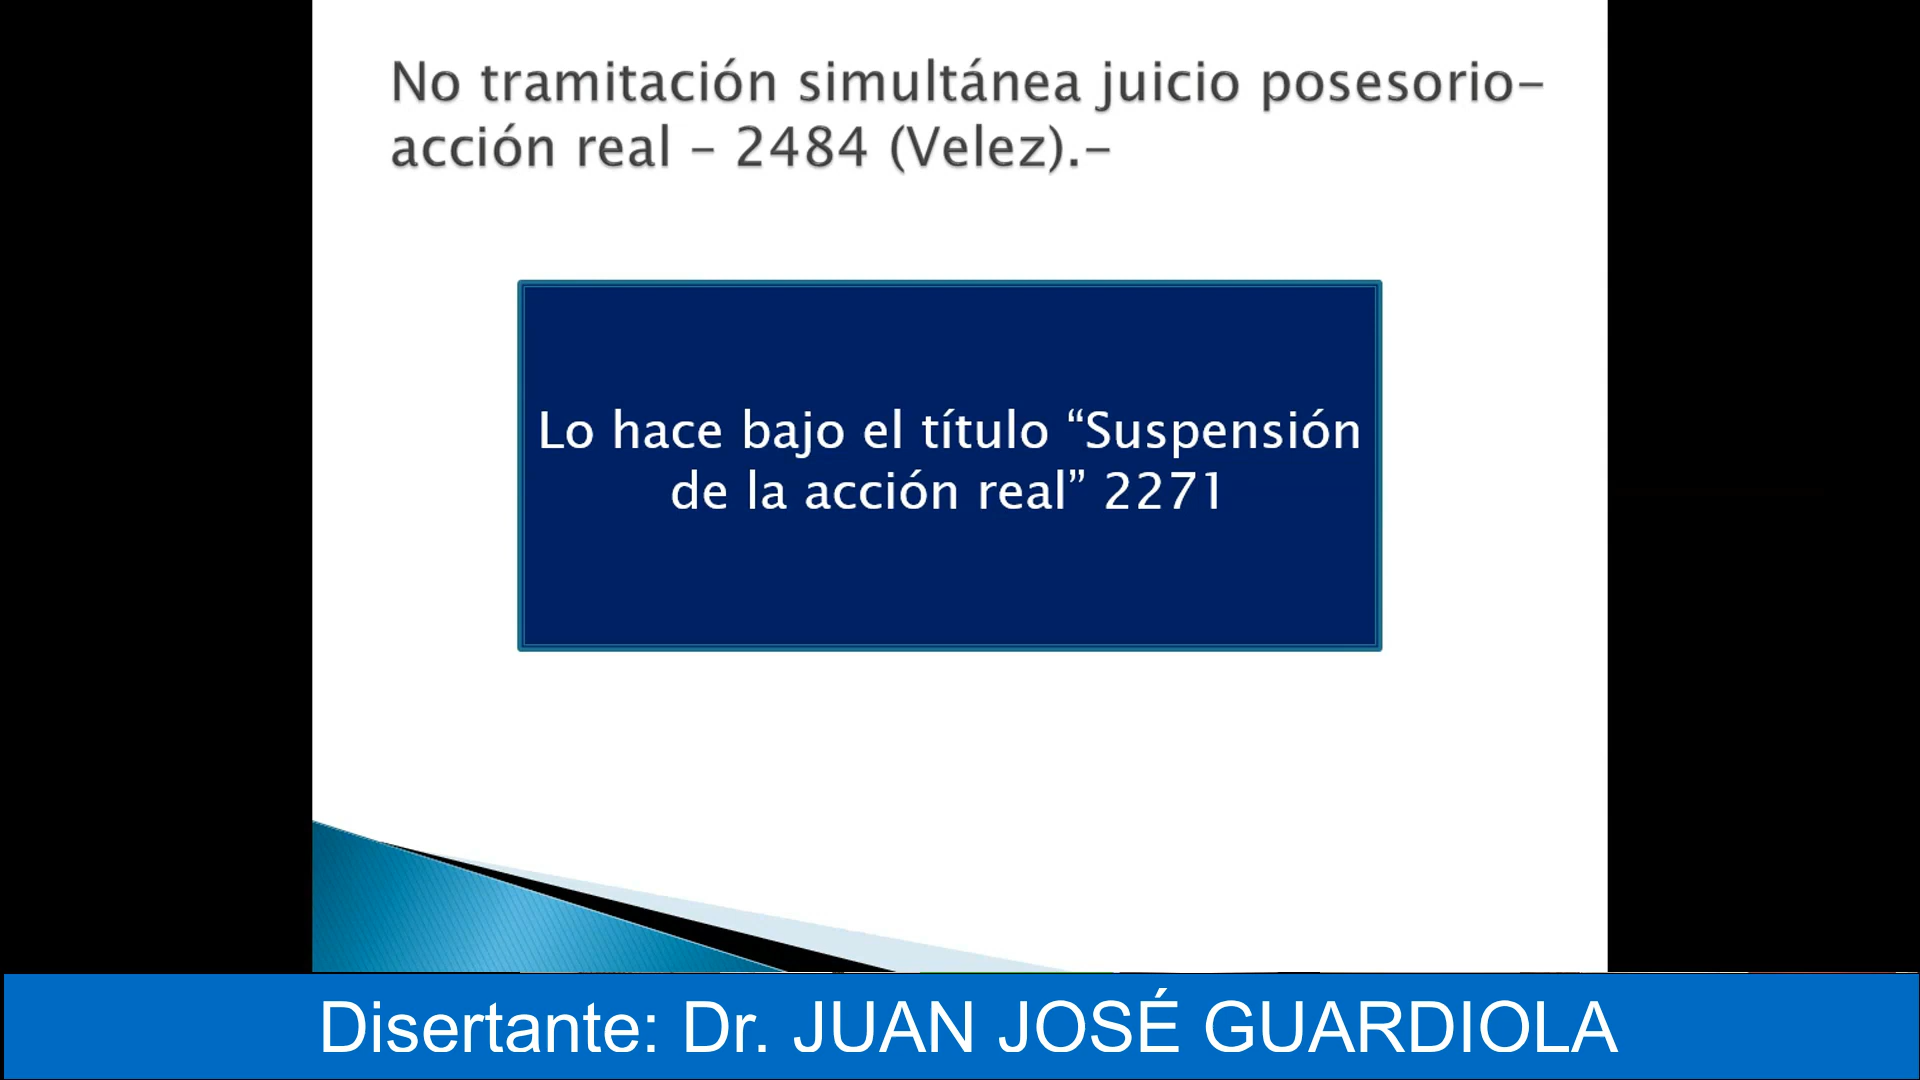 No tramitación simultánea juicio posesorio-
acción real - 2484 (Velez).-
Lo hace bajo el título “Suspensión
de la acción real” 2271
Disertante: Dr. JUAN JOSÉ GUARDIOLA